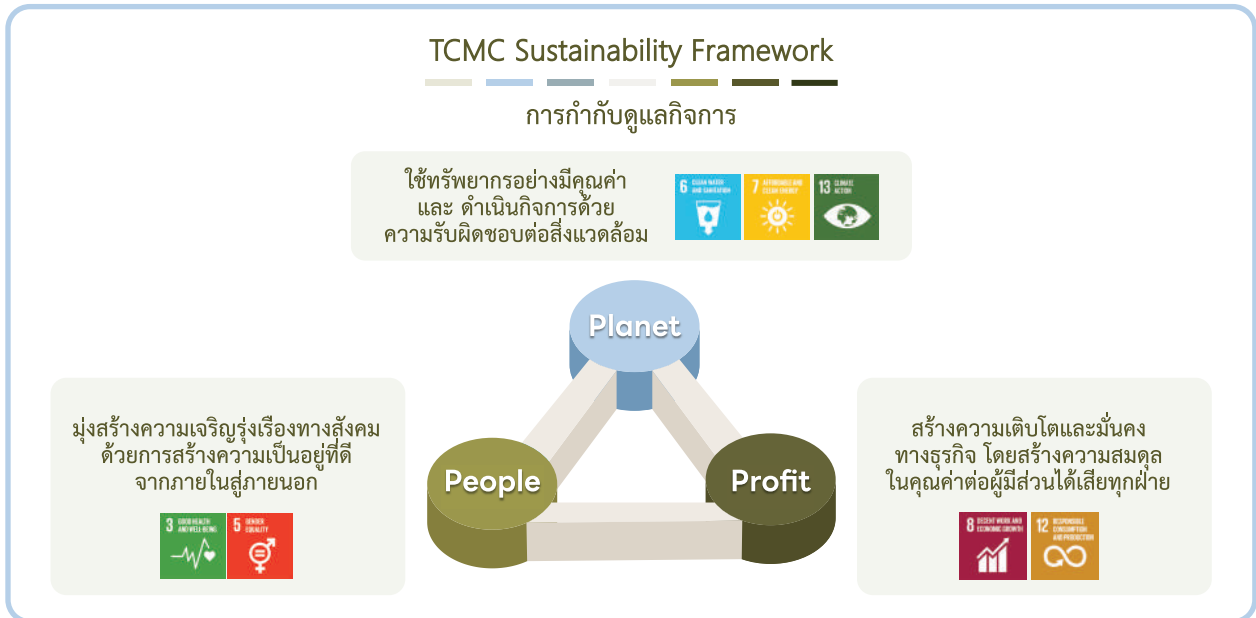 TCMC Sustainability Framework
การกำกับดูแลกิจการ
ใช้ทรัพยากรอย่างมีคุณค่า
และ ดำเนินกิจการด้วย
ความรับผิดชอบต่อสิ่งแวดล้อม
6 CLEAN WATER
AND SANITATION
7 AFFORDABLE AND
CLEAN ENERGY
13 CLIMATE
ACTION
Planet
มุ่งสร้างความเจริญรุ่งเรืองทางสังคม
ด้วยการสร้างความเป็นอยู่ที่ดี
จากภายในสู่ภายนอก
3 GOOD HEALTH
AND WELL-BEING
5 GENDER
EQUALITY
People
Profit
สร้างความเติบโตและมั่นคง
ทางธุรกิจ โดยสร้างความสมดุล
ในคุณค่าต่อผู้มีส่วนได้เสียทุกฝ่าย
8 DECENT WORK AND
ECONOMIC GROWTH
12 RESPONSIBLE
CONSUMPTION
AND PRODUCTION